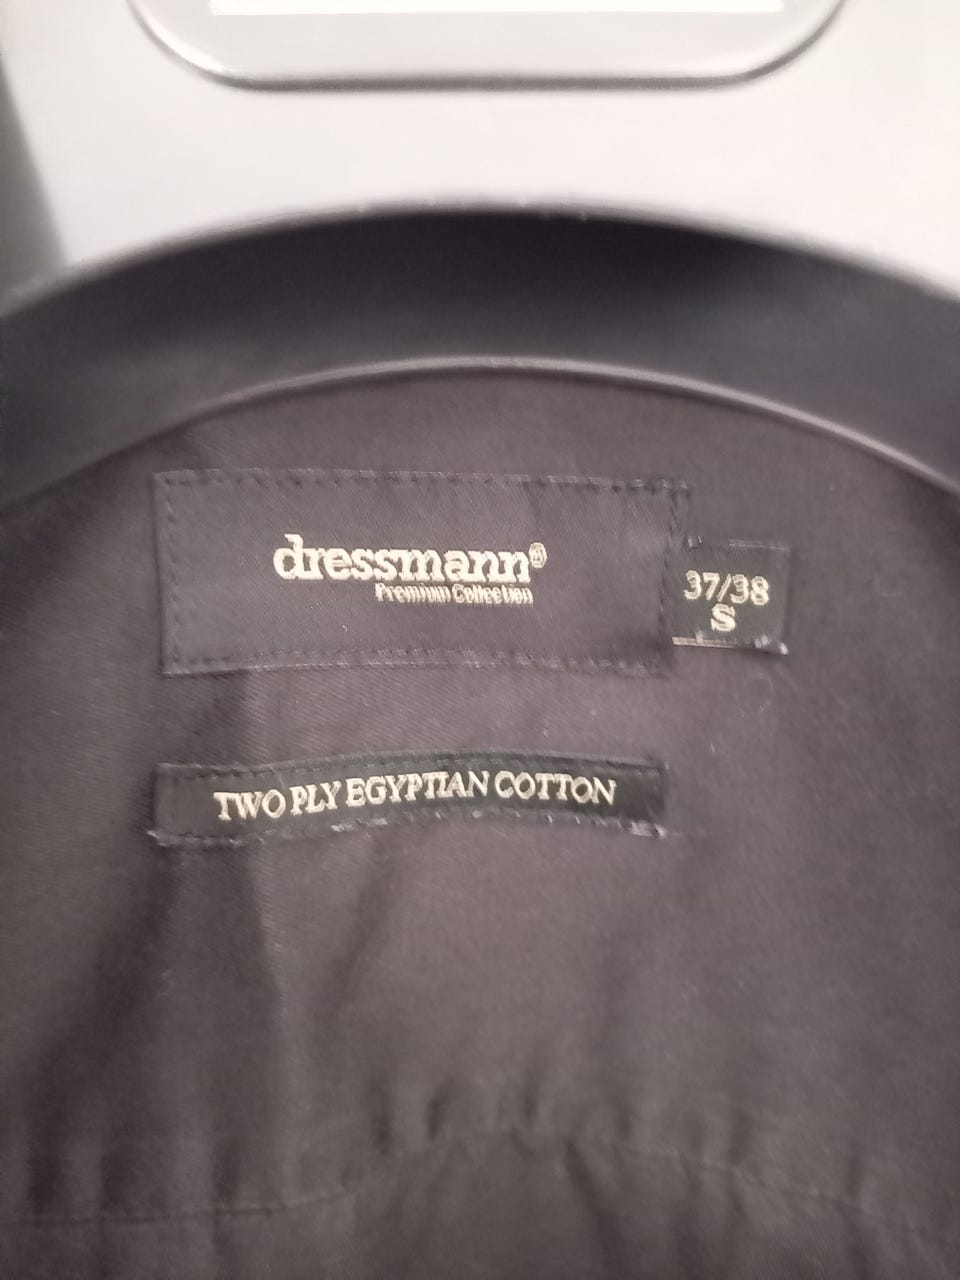 dressmann®
Premium Collection
37/38
S
TWO PLY EGYPTIAN COTTON